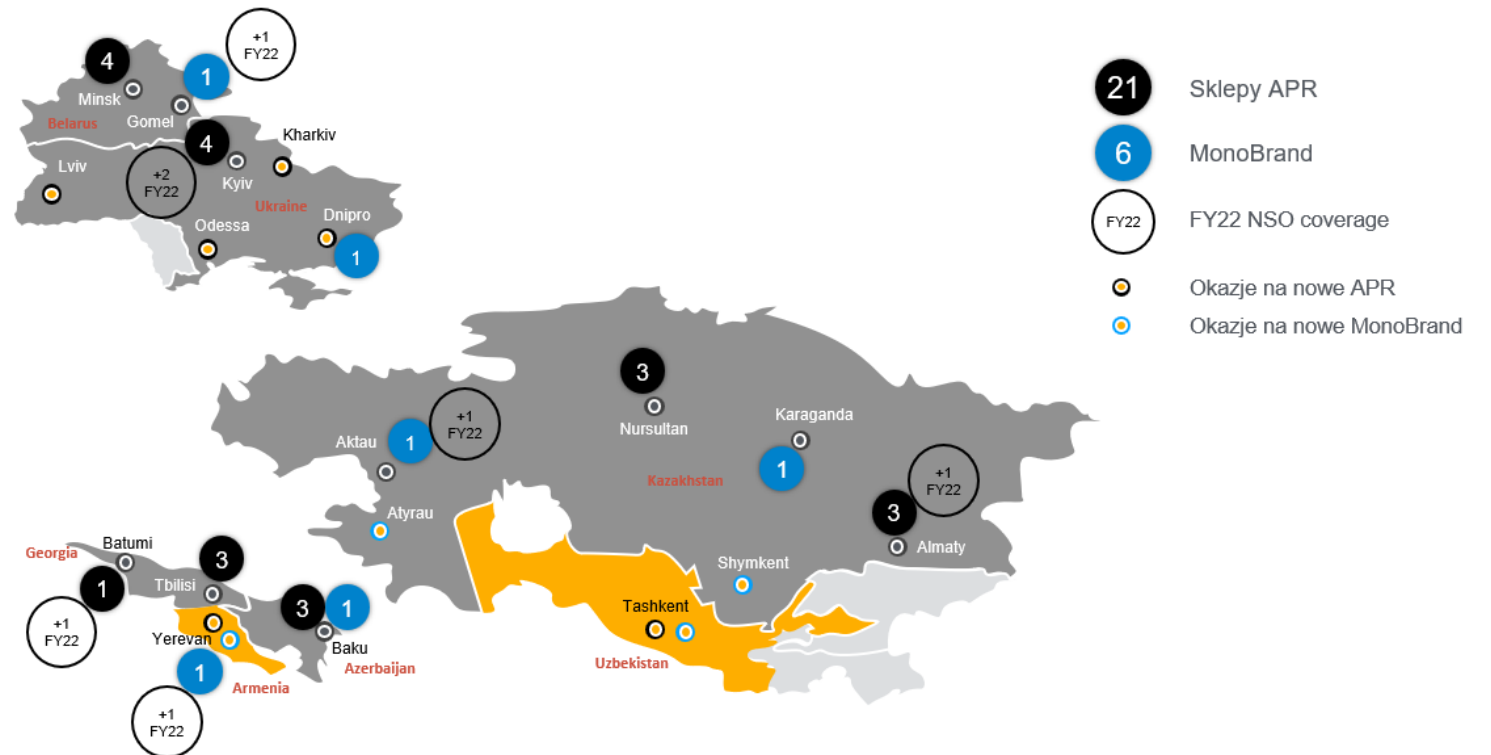 +1
FY22
4
1
Minsk
Gomel
Belarus
4
Kharkiv
Lviv
+2
FY22
Kyiv
Ukraine
Dnipro
Odessa
1
21 Sklepy APR
6 MonoBrand
FY22 FY22 NSO coverage
Okazje na nowe APR
Okazje na nowe MonoBrand
3
Nursultan
Karaganda
1
Kazakhstan
+1
FY22
Aktau
1
Atyrau
+1
FY22
3
Almaty
Shymkent
Tashkent
Uzbekistan
Georgia
Batumi
3
Tbilisi
1
+1
FY22
3
1
Yerevan
Baku
Azerbaijan
1
Armenia
+1
FY22